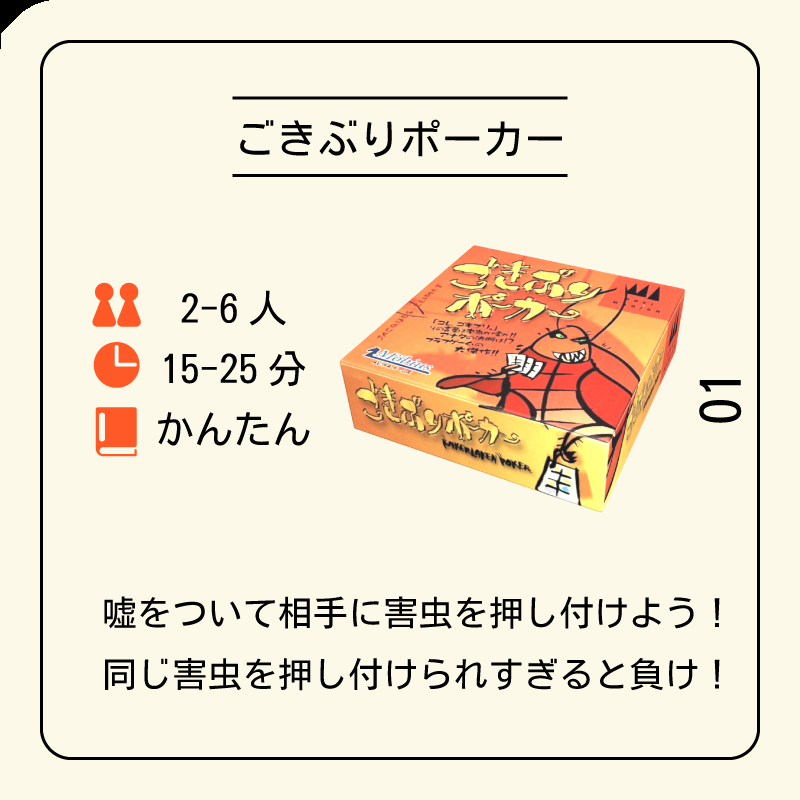 ごきぶりポーカー
2-6 人
15-25 分
かんたん
01
ごきぶり
ポーカー
Möbius
ごきぶりポーカー
KAKERLAKEN POKER
嘘をついて相手に害虫を押し付けよう！
同じ害虫を押し付けられすぎると負け！